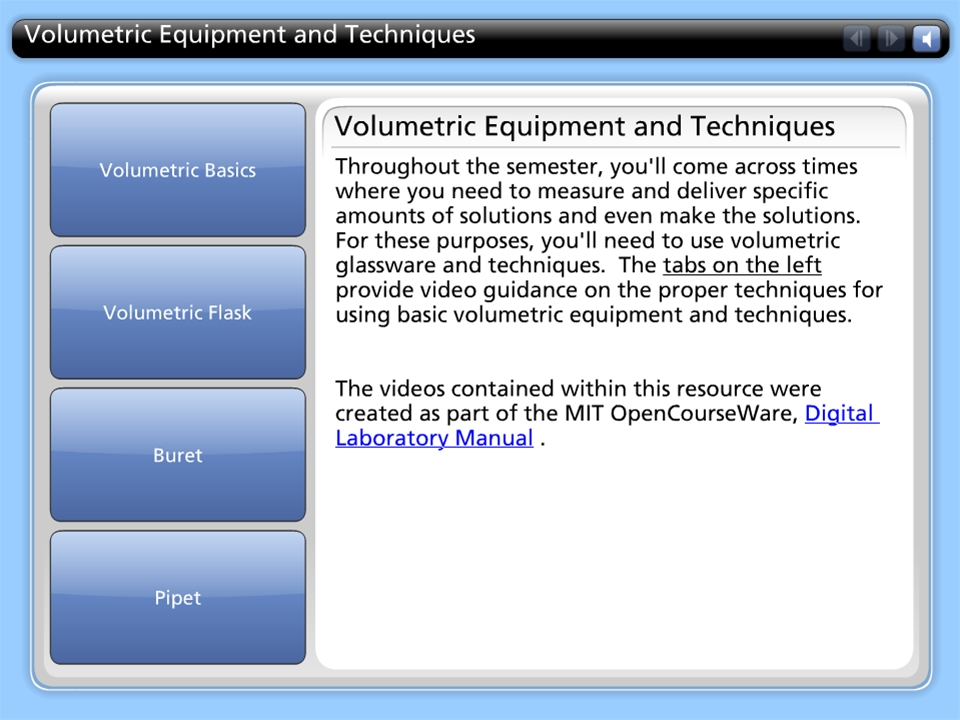 Volumetric Equipment and Techniques
Volumetric Basics
Volumetric Flask
Buret
Pipet
Volumetric Equipment and Techniques
Throughout the semester, you'll come across times
where you need to measure and deliver specific
amounts of solutions and even make the solutions.
For these purposes, you'll need to use volumetric
glassware and techniques.  The tabs on the left
provide video guidance on the proper techniques for
using basic volumetric equipment and techniques.
The videos contained within this resource were
created as part of the MIT OpenCourseWare, Digital
Laboratory Manual .